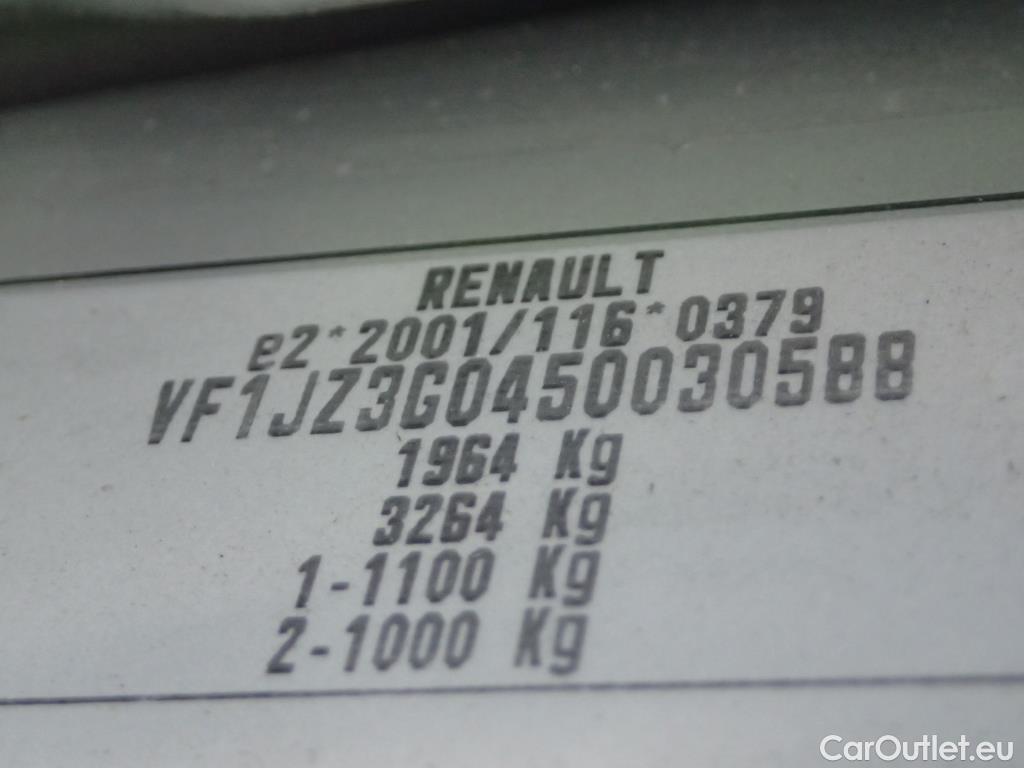 RENAULT
e2*2001/116*0379
VF1JZ3G0450030588
1964 Kg
3264 Kg
1-1100 Kg
2-1000 Kg
CarOutlet.eu